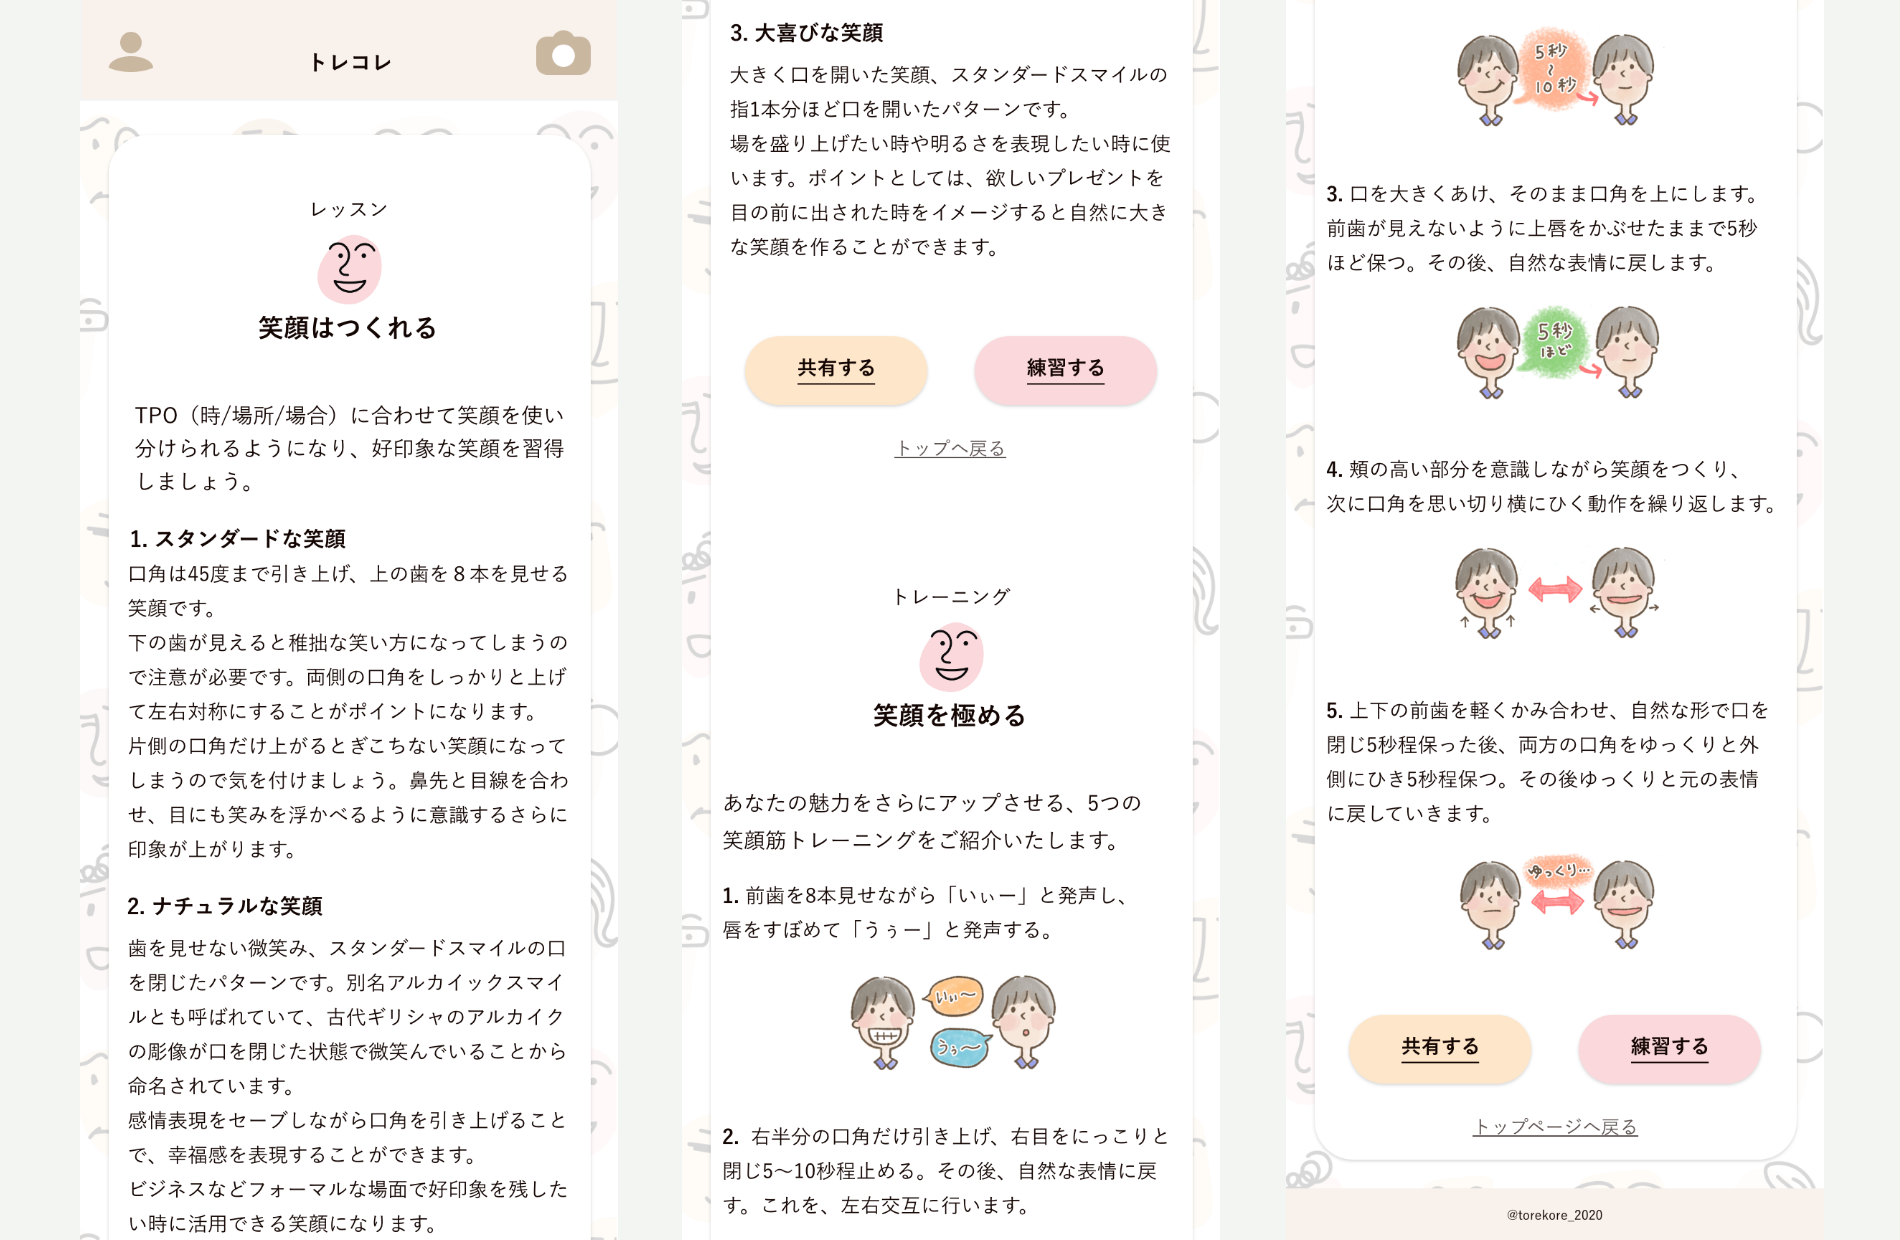 トレコレ
レッスン
笑顔はつくれる
TPO（時/場所/場合）に合わせて笑顔を使い
分けられるようになり、好印象な笑顔を習得
しましょう。
1. スタンダードな笑顔
口角は45度まで引き上げ、上の歯を８本を見せる
笑顔です。
下の歯が見えると稚拙な笑い方になってしまうの
で注意が必要です。両側の口角をしっかりと上げ
て左右対称にすることがポイントになります。
片側の口角だけ上がるとぎこちない笑顔になって
しまうので気を付けましょう。鼻先と目線を合わ
せ、目にも笑みを浮かべるように意識するさらに
印象が上がります。
2. ナチュラルな笑顔
歯を見せない微笑み、スタンダードスマイルの口
を閉じたパターンです。別名アルカイックスマイ
ルとも呼ばれていて、古代ギリシャのアルカイク
の彫像が口を閉じた状態で微笑んでいることから
命名されています。
感情表現をセーブしながら口角を引き上げること
で、幸福感を表現することができます。
ビジネスなどフォーマルな場面で好印象を残した
い時に活用できる笑顔になります。
3. 大喜びな笑顔
大きく口を開いた笑顔、スタンダードスマイルの
指1本分ほど口を開いたパターンです。
場を盛り上げたい時や明るさを表現したい時に使
います。ポイントとしては、欲しいプレゼントを
目の前に出された時をイメージすると自然に大き
な笑顔を作ることができます。
共有する
練習する
トップへ戻る
トレーニング
笑顔を極める
あなたの魅力をさらにアップさせる、5つの
笑顔筋トレーニングをご紹介いたします。
1. 前歯を8本見せながら「いぃー」と発声し、
唇をすぼめて「うぅー」と発声する。
いぃ〜
うぅ〜
2. 右半分の口角だけ引き上げ、右目をにっこりと
閉じ5〜10秒程止める。その後、自然な表情に戻
す。これを、左右交互に行います。
5秒
〜
10秒
3. 口を大きくあけ、そのまま口角を上にします。
前歯が見えないように上唇をかぶせたままで5秒
ほど保つ。その後、自然な表情に戻します。
5秒
ほど
4. 頬の高い部分を意識しながら笑顔をつくり、
次に口角を思い切り横にひく動作を繰り返します。
5. 上下の前歯を軽くかみ合わせ、自然な形で口を
閉じ5秒程保った後、両方の口角をゆっくりと外
側にひき5秒程保つ。その後ゆっくりと元の表情
に戻していきます。
ゆっくり…
共有する
練習する
トップページへ戻る
@torekore_2020